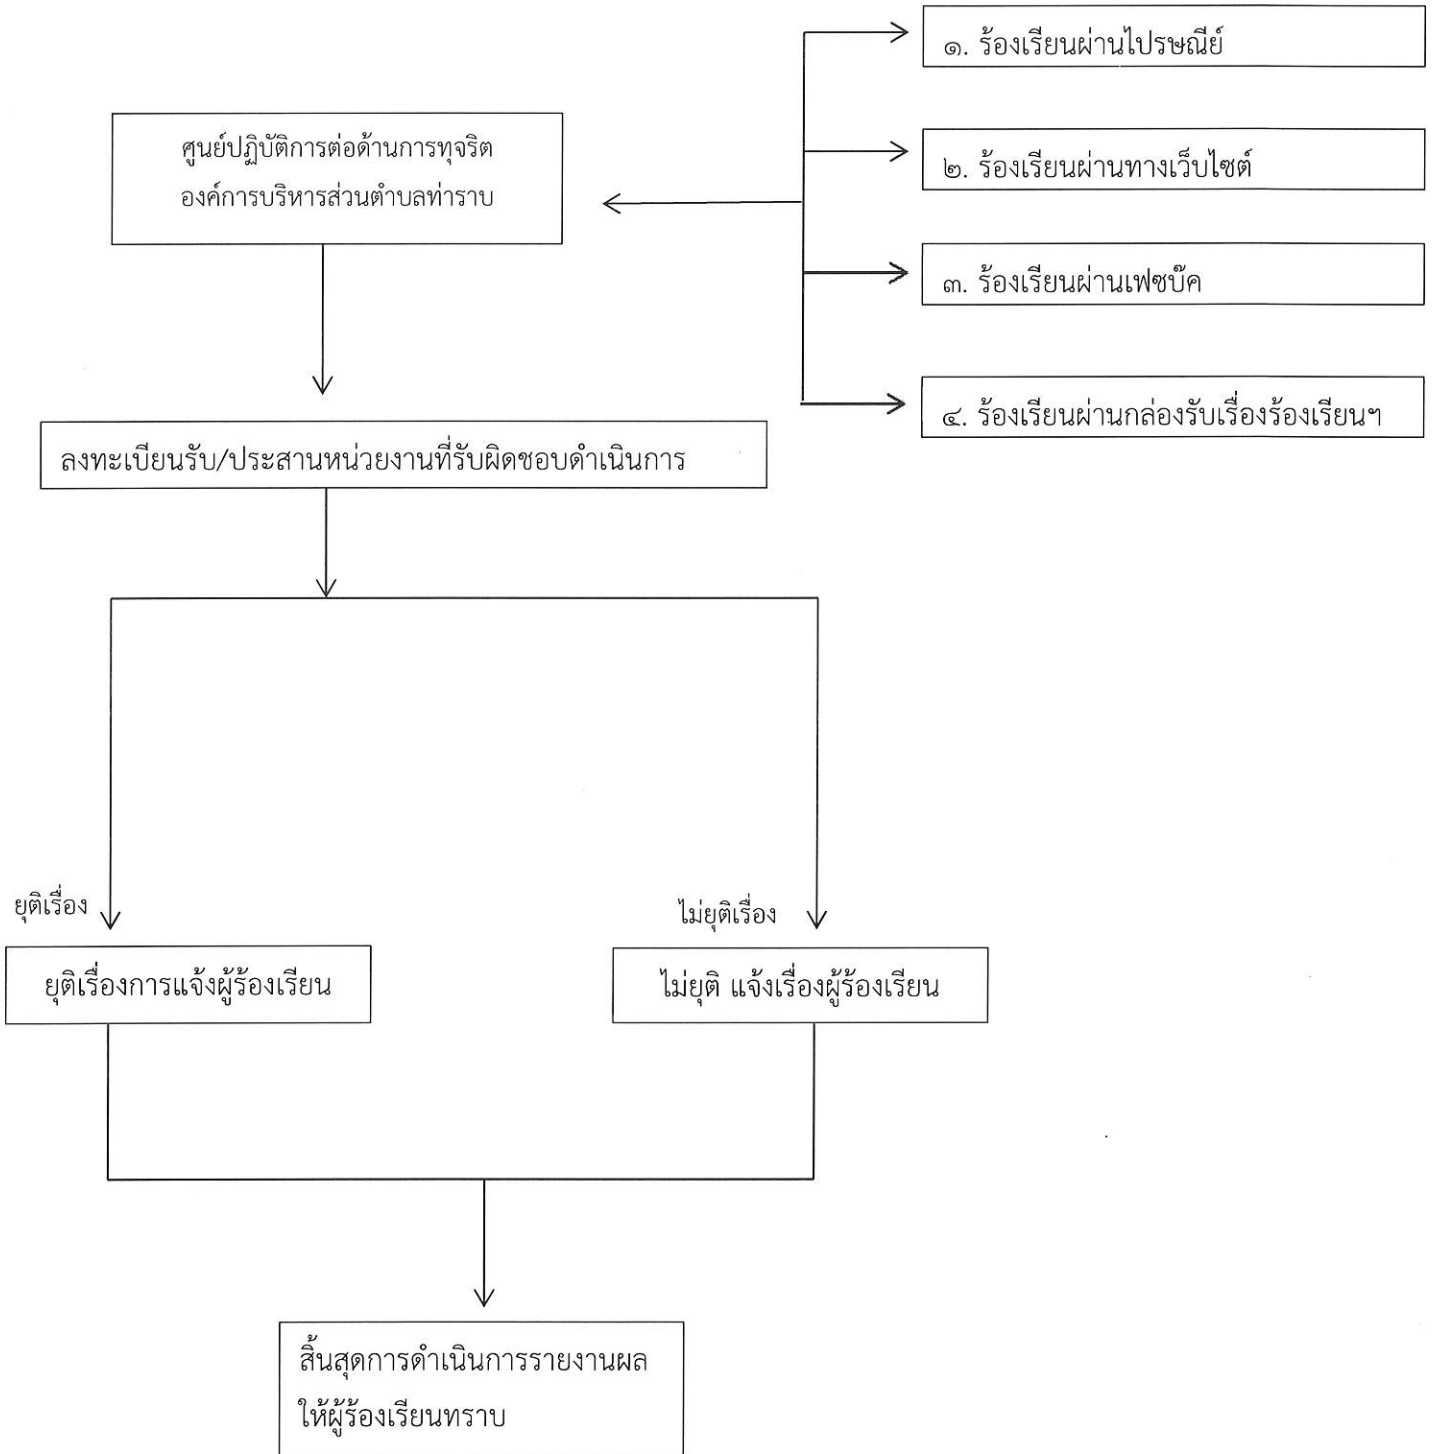 ๑. ร้องเรียนผ่านไปรษณีย์
ศูนย์ปฏิบัติการต่อด้านการทุจริต
องค์การบริหารส่วนตำบลท่าราบ
๒. ร้องเรียนผ่านทางเว็บไซต์
๓. ร้องเรียนผ่านเฟซบ๊ค
๔. ร้องเรียนผ่านกล่องรับเรื่องร้องเรียนฯ
ลงทะเบียนรับ/ประสานหน่วยงานที่รับผิดชอบดำเนินการ
ยุติเรื่อง
ไม่ยุติเรื่อง
ยุติเรื่องการแจ้งผู้ร้องเรียน
ไม่ยุติ แจ้งเรื่องผู้ร้องเรียน
สิ้นสุดการดำเนินการรายงานผล
ให้ผู้ร้องเรียนทราบ